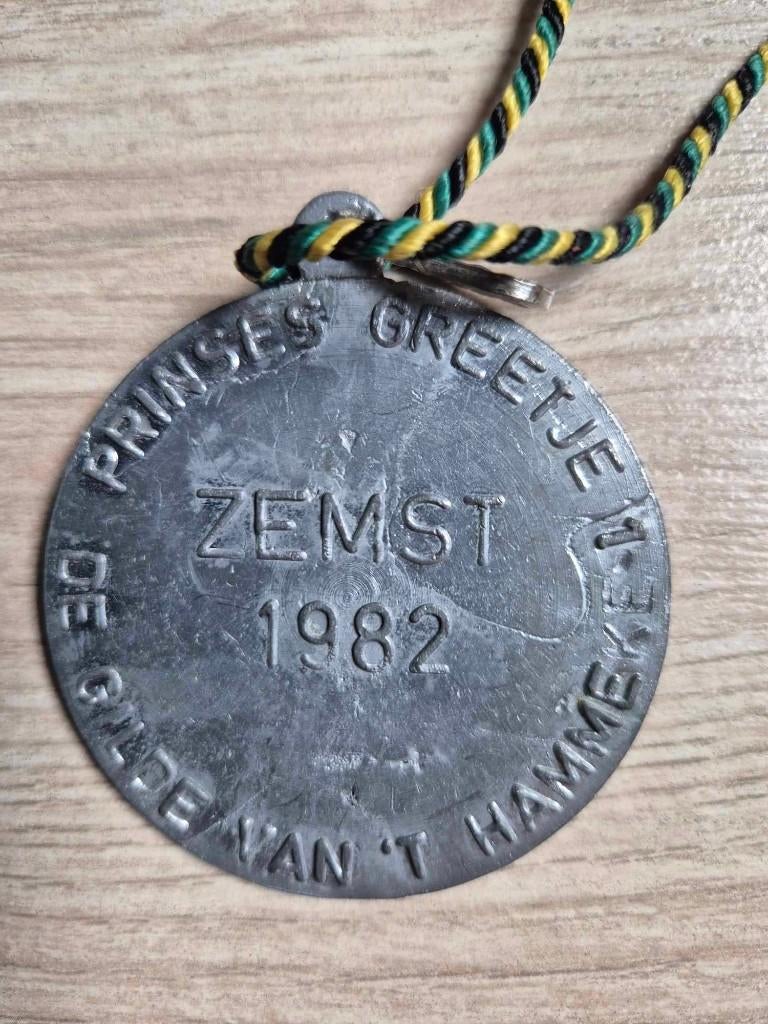 PRINSES GREETJE 1
ZEMST
1982
DE GILDE VAN 'T HAMMEKE